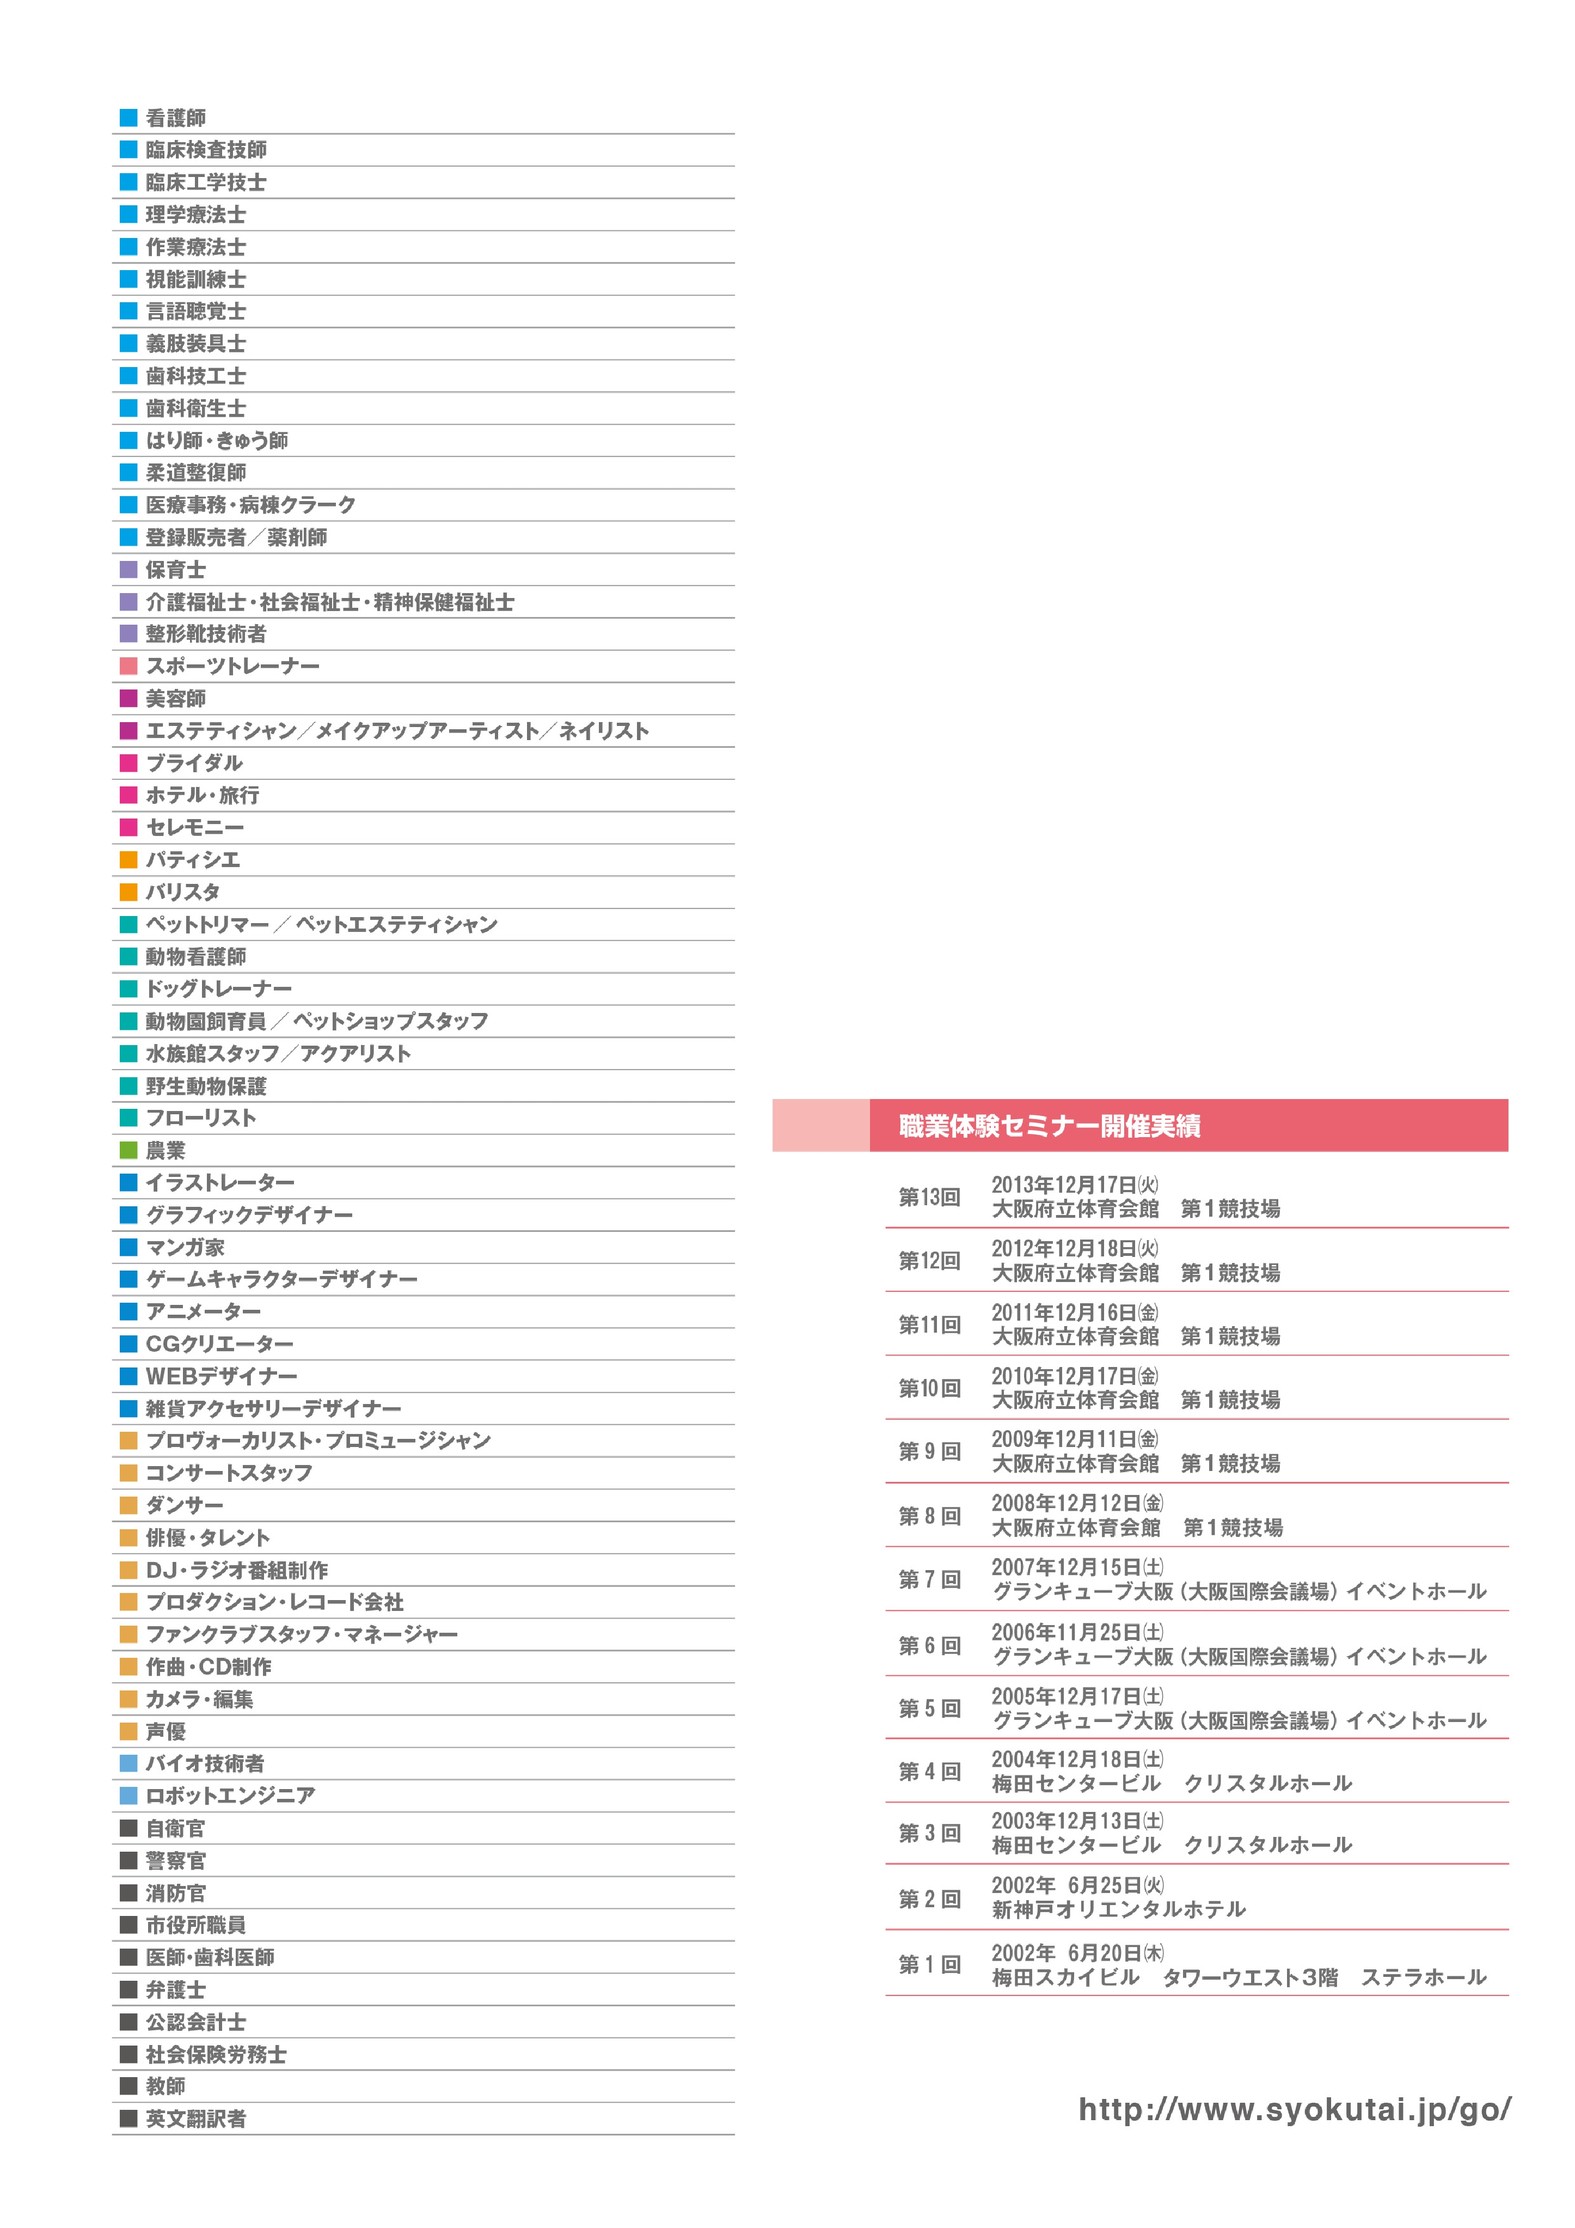 看護師
臨床検査技師
臨床工学技士
理学療法士
作業療法士
視能訓練士
言語聴覚士
義肢装具士
歯科技工士
歯科衛生士
はり師・きゅう師
柔道整復師
医療事務・病棟クラーク
登録販売者／薬剤師
保育士
介護福祉士・社会福祉士・精神保健福祉士
整形靴技術者
スポーツトレーナー
美容師
エステティシャン／メイクアップアーティスト／ネイリスト
ブライダル
ホテル・旅行
セレモニー
パティシエ
バリスタ
ペットトリマー／ペットエステティシャン
動物看護師
ドッグトレーナー
動物園飼育員／ペットショップスタッフ
水族館スタッフ／アクアリスト
野生動物保護
フローリスト
農業
イラストレーター
グラフィックデザイナー
マンガ家
ゲームキャラクターデザイナー
アニメーター
CGクリエーター
WEBデザイナー
雑貨アクセサリーデザイナー
プロヴォーカリスト・プロミュージシャン
コンサートスタッフ
ダンサー
俳優・タレント
DJ・ラジオ番組制作
プロダクション・レコード会社
ファンクラブスタッフ・マネージャー
作曲・CD制作
カメラ・編集
声優
バイオ技術者
ロボットエンジニア
自衛官
警察官
消防官
市役所職員
医師・歯科医師
弁護士
公認会計士
社会保険労務士
教師
英文翻訳者
職業体験セミナー開催実績
第13回
2013年12月17日㈫
大阪府立体育会館　第1競技場
第12回
2012年12月18日㈫
大阪府立体育会館　第1競技場
第11回
2011年12月16日㈮
大阪府立体育会館　第1競技場
第10回
2010年12月17日㈮
大阪府立体育会館　第1競技場
第9回
2009年12月11日㈮
大阪府立体育会館　第1競技場
第8回
2008年12月12日㈮
大阪府立体育会館　第1競技場
第7回
2007年12月15日㈯
グランキューブ大阪（大阪国際会議場）イベントホール
第6回
2006年11月25日㈯
グランキューブ大阪（大阪国際会議場）イベントホール
第5回
2005年12月17日㈯
グランキューブ大阪（大阪国際会議場）イベントホール
第4回
2004年12月18日㈯
梅田センタービル　クリスタルホール
第3回
2003年12月13日㈯
梅田センタービル　クリスタルホール
第2回
2002年 6月25日㈫
新神戸オリエンタルホテル
第1回
2002年 6月20日㈭
梅田スカイビル　タワーウエスト3階　ステラホール
http://www.syokutai.jp/go/